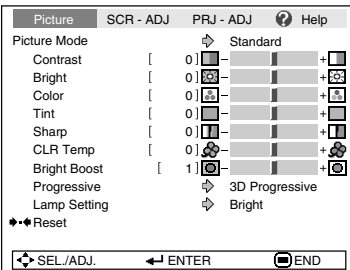 Picture SCR - ADJ PRJ - ADJ ? Help
Picture Mode Standard
Contrast [ 0 ] - +
Bright [ 0 ] - +
Color [ 0 ] - +
Tint [ 0 ] - +
Sharp [ 0 ] - +
CLR Temp [ 0 ] - +
Bright Boost [ 1 ] - +
Progressive 3D Progressive
Lamp Setting Bright
Reset
SEL./ADJ. ENTER END